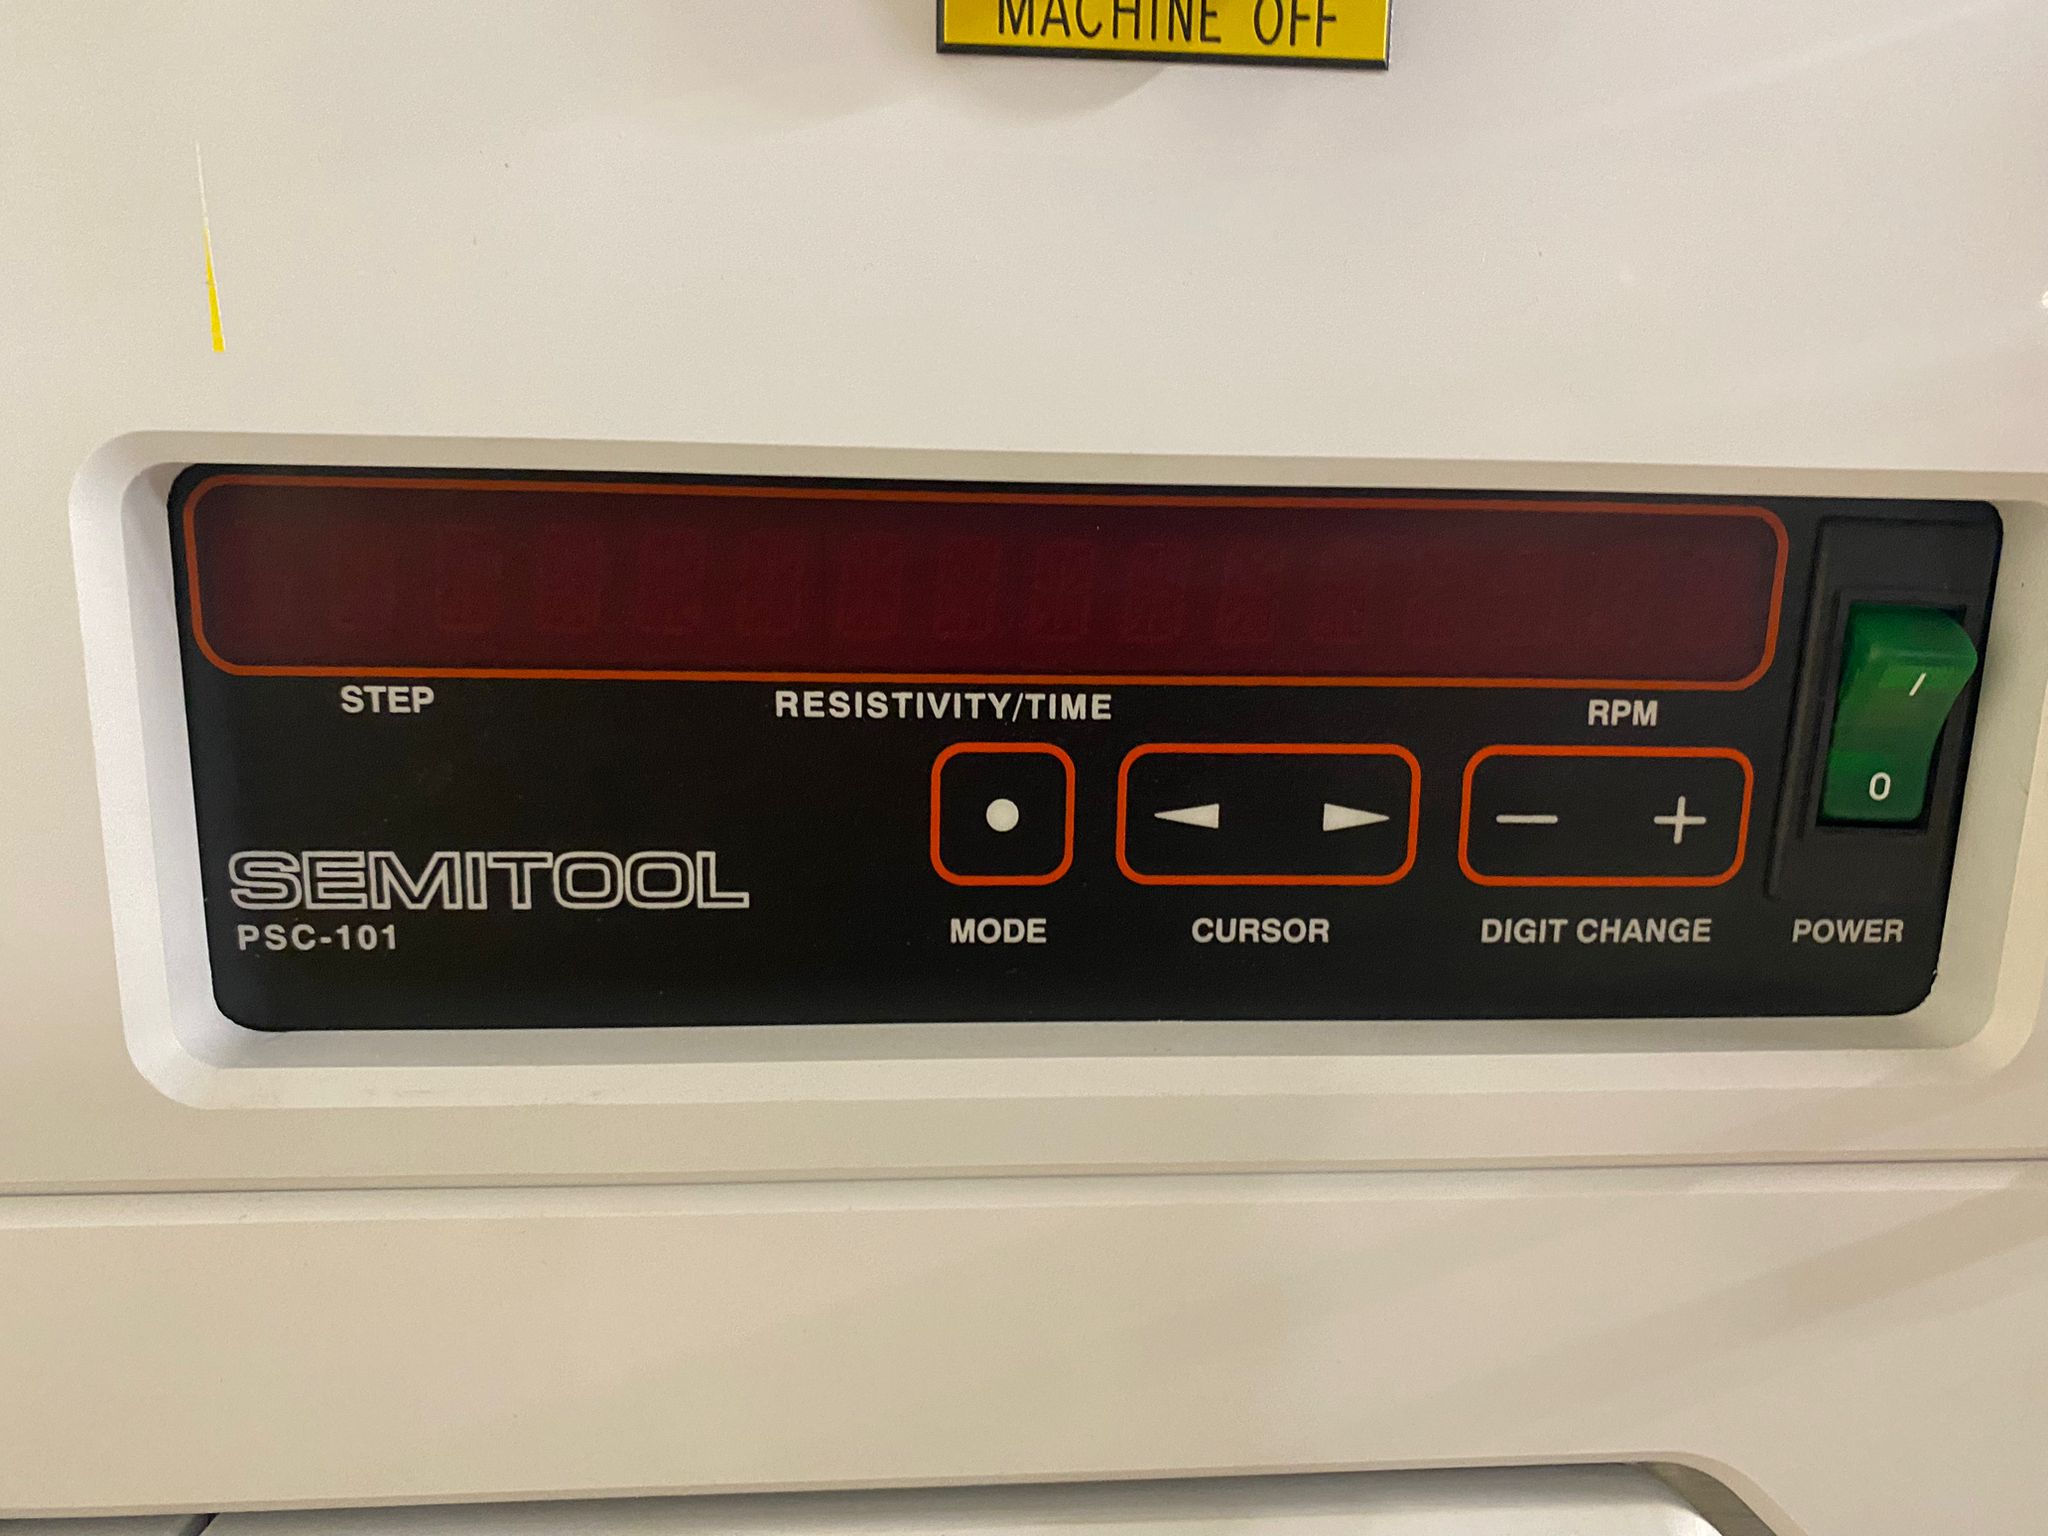 MACHINE OFF
STEP RESISTIVITY/TIME RPM
SEMITOOL
PSC-101
MODE CURSOR DIGIT CHANGE POWER
I
O